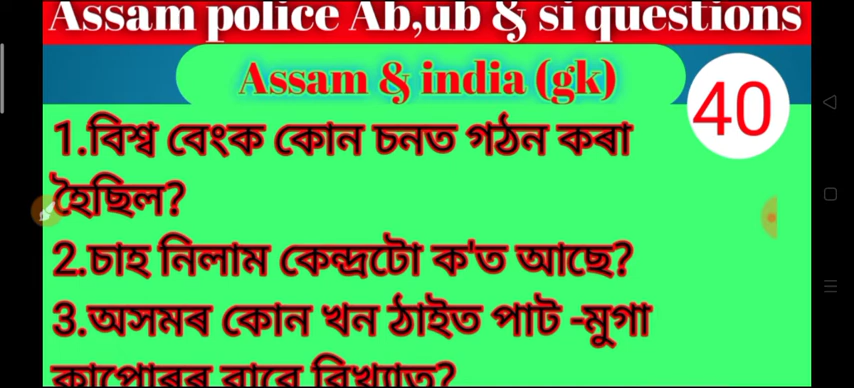 Assam police Ab,ub & si questions
Assam & india (gk)
40
1.বিশ্ব বেংক কোন চনত গঠন কৰা
হৈছিল?
2.চাহ নিলাম কেন্দ্ৰটো ক'ত আছে?
3.অসমৰ কোন খন ঠাইত পাট -মুগা
কাপোৰৰ বাবে বিখ্যাত?